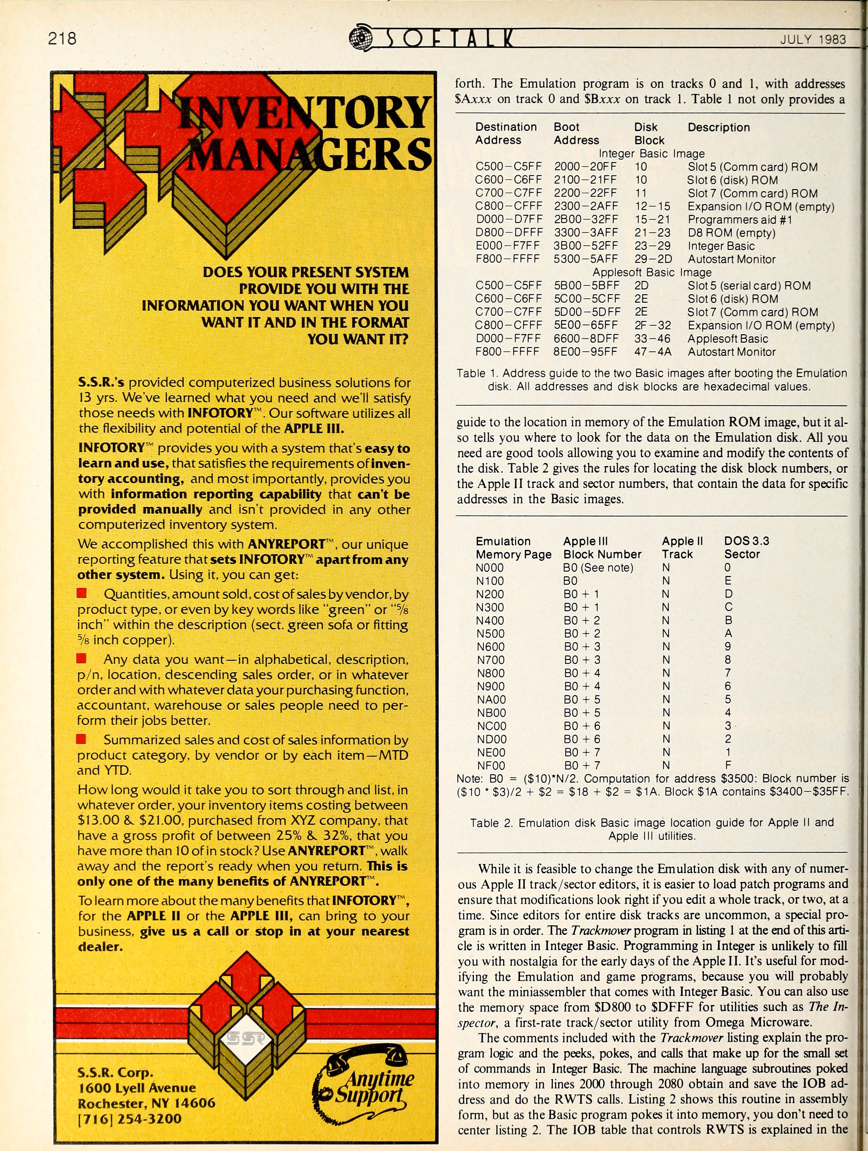 218
SOFTALK
JULY 1983
INVENTORY
MANAGERS
DOES YOUR PRESENT SYSTEM
PROVIDE YOU WITH THE
INFORMATION YOU WANT WHEN YOU
WANT IT AND IN THE FORMAT
YOU WANT IT?
S.S.R.'s provided computerized business solutions for
13 yrs. We've learned what you need and we'll satisfy
those needs with INFOTORY™. Our software utilizes all
the flexibility and potential of the APPLE III.
INFOTORY™ provides you with a system that's easy to
learn and use, that satisfies the requirements of inven-
tory accounting, and most importantly, provides you
with information reporting capability that can't be
provided manually and isn't provided in any other
computerized inventory system.
We accomplished this with ANYREPORT™, our unique
reporting feature that sets INFOTORY™ apart from any
other system. Using it, you can get:
■ Quantities, amount sold, cost of sales by vendor, by
product type, or even by key words like "green" or "⅝
inch" within the description (sect. green sofa or fitting
⅝ inch copper).
■ Any data you want—in alphabetical, description,
p/n, location, descending sales order, or in whatever
order and with whatever data your purchasing function,
accountant, warehouse or sales people need to per-
form their jobs better.
■ Summarized sales and cost of sales information by
product category, by vendor or by each item—MTD
and YTD.
How long would it take you to sort through and list, in
whatever order, your inventory items costing between
$13.00 & $21.00, purchased from XYZ company, that
have a gross profit of between 25% & 32%, that you
have more than 10 of in stock? Use ANYREPORT™, walk
away and the report's ready when you return. This is
only one of the many benefits of ANYREPORT™.
To learn more about the many benefits that INFOTORY™,
for the APPLE II or the APPLE III, can bring to your
business, give us a call or stop in at your nearest
dealer.
SSR
S.S.R. Corp.
1600 Lyell Avenue
Rochester, NY 14606
[716] 254-3200
Anytime
Support
forth. The Emulation program is on tracks 0 and 1, with addresses
$Axxx on track 0 and $Bxxx on track 1. Table 1 not only provides a
Destination Boot Disk Description
Address Address Block
Integer Basic Image
C500–C5FF 2000–20FF 10 Slot 5 (Comm card) ROM
C600–C6FF 2100–21FF 10 Slot 6 (disk) ROM
C700–C7FF 2200–22FF 11 Slot 7 (Comm card) ROM
C800–CFFF 2300–2AFF 12–15 Expansion I/O ROM (empty)
D000–D7FF 2B00–32FF 15–21 Programmers aid #1
D800–DFFF 3300–3AFF 21–23 D8 ROM (empty)
E000–F7FF 3B00–52FF 23–29 Integer Basic
F800–FFFF 5300–5AFF 29–2D Autostart Monitor
Applesoft Basic Image
C500–C5FF 5B00–5BFF 2D Slot 5 (serial card) ROM
C600–C6FF 5C00–5CFF 2E Slot 6 (disk) ROM
C700–C7FF 5D00–5DFF 2E Slot 7 (Comm card) ROM
C800–CFFF 5E00–65FF 2F–32 Expansion I/O ROM (empty)
D000–F7FF 6600–8DFF 33–46 Applesoft Basic
F800–FFFF 8E00–95FF 47–4A Autostart Monitor
Table 1. Address guide to the two Basic images after booting the Emulation
disk. All addresses and disk blocks are hexadecimal values.
guide to the location in memory of the Emulation ROM image, but it al-
so tells you where to look for the data on the Emulation disk. All you
need are good tools allowing you to examine and modify the contents of
the disk. Table 2 gives the rules for locating the disk block numbers, or
the Apple II track and sector numbers, that contain the data for specific
addresses in the Basic images.
Emulation Apple III Apple II DOS 3.3
Memory Page Block Number Track Sector
N000 B0 (See note) N 0
N100 B0 N E
N200 B0 + 1 N D
N300 B0 + 1 N C
N400 B0 + 2 N B
N500 B0 + 2 N A
N600 B0 + 3 N 9
N700 B0 + 3 N 8
N800 B0 + 4 N 7
N900 B0 + 4 N 6
NA00 B0 + 5 N 5
NB00 B0 + 5 N 4
NC00 B0 + 6 N 3
ND00 B0 + 6 N 2
NE00 B0 + 7 N 1
NF00 B0 + 7 N F
Note: B0 = ($10)*N/2. Computation for address $3500: Block number is
($10 * $3)/2 + $2 = $18 + $2 = $1A. Block $1A contains $3400–$35FF.
Table 2. Emulation disk Basic image location guide for Apple II and
Apple III utilities.
While it is feasible to change the Emulation disk with any of numer-
ous Apple II track/sector editors, it is easier to load patch programs and
ensure that modifications look right if you edit a whole track, or two, at a
time. Since editors for entire disk tracks are uncommon, a special pro-
gram is in order. The Trackmover program in listing 1 at the end of this arti-
cle is written in Integer Basic. Programming in Integer is unlikely to fill
you with nostalgia for the early days of the Apple II. It's useful for mod-
ifying the Emulation and game programs, because you will probably
want the miniassembler that comes with Integer Basic. You can also use
the memory space from $D800 to $DFFF for utilities such as The In-
spector, a first-rate track/sector utility from Omega Microware.
The comments included with the Trackmover listing explain the pro-
gram logic and the peeks, pokes, and calls that make up for the small set
of commands in Integer Basic. The machine language subroutines poked
into memory in lines 2000 through 2080 obtain and save the IOB ad-
dress and do the RWTS calls. Listing 2 shows this routine in assembly
form, but as the Basic program pokes it into memory, you don't need to
center listing 2. The IOB table that controls RWTS is explained in the